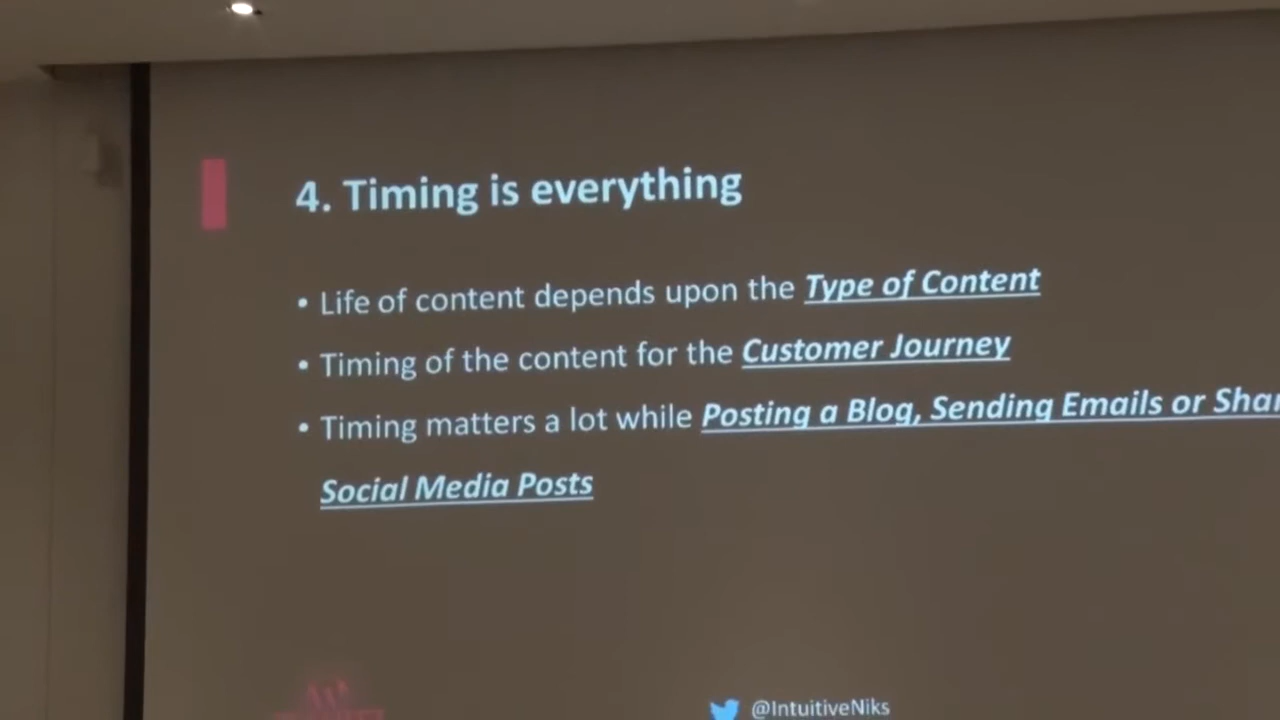 4. Timing is everything
• Life of content depends upon the Type of Content
• Timing of the content for the Customer Journey
• Timing matters a lot while Posting a Blog, Sending Emails or
Social Media Posts
@IntuitiveNiks